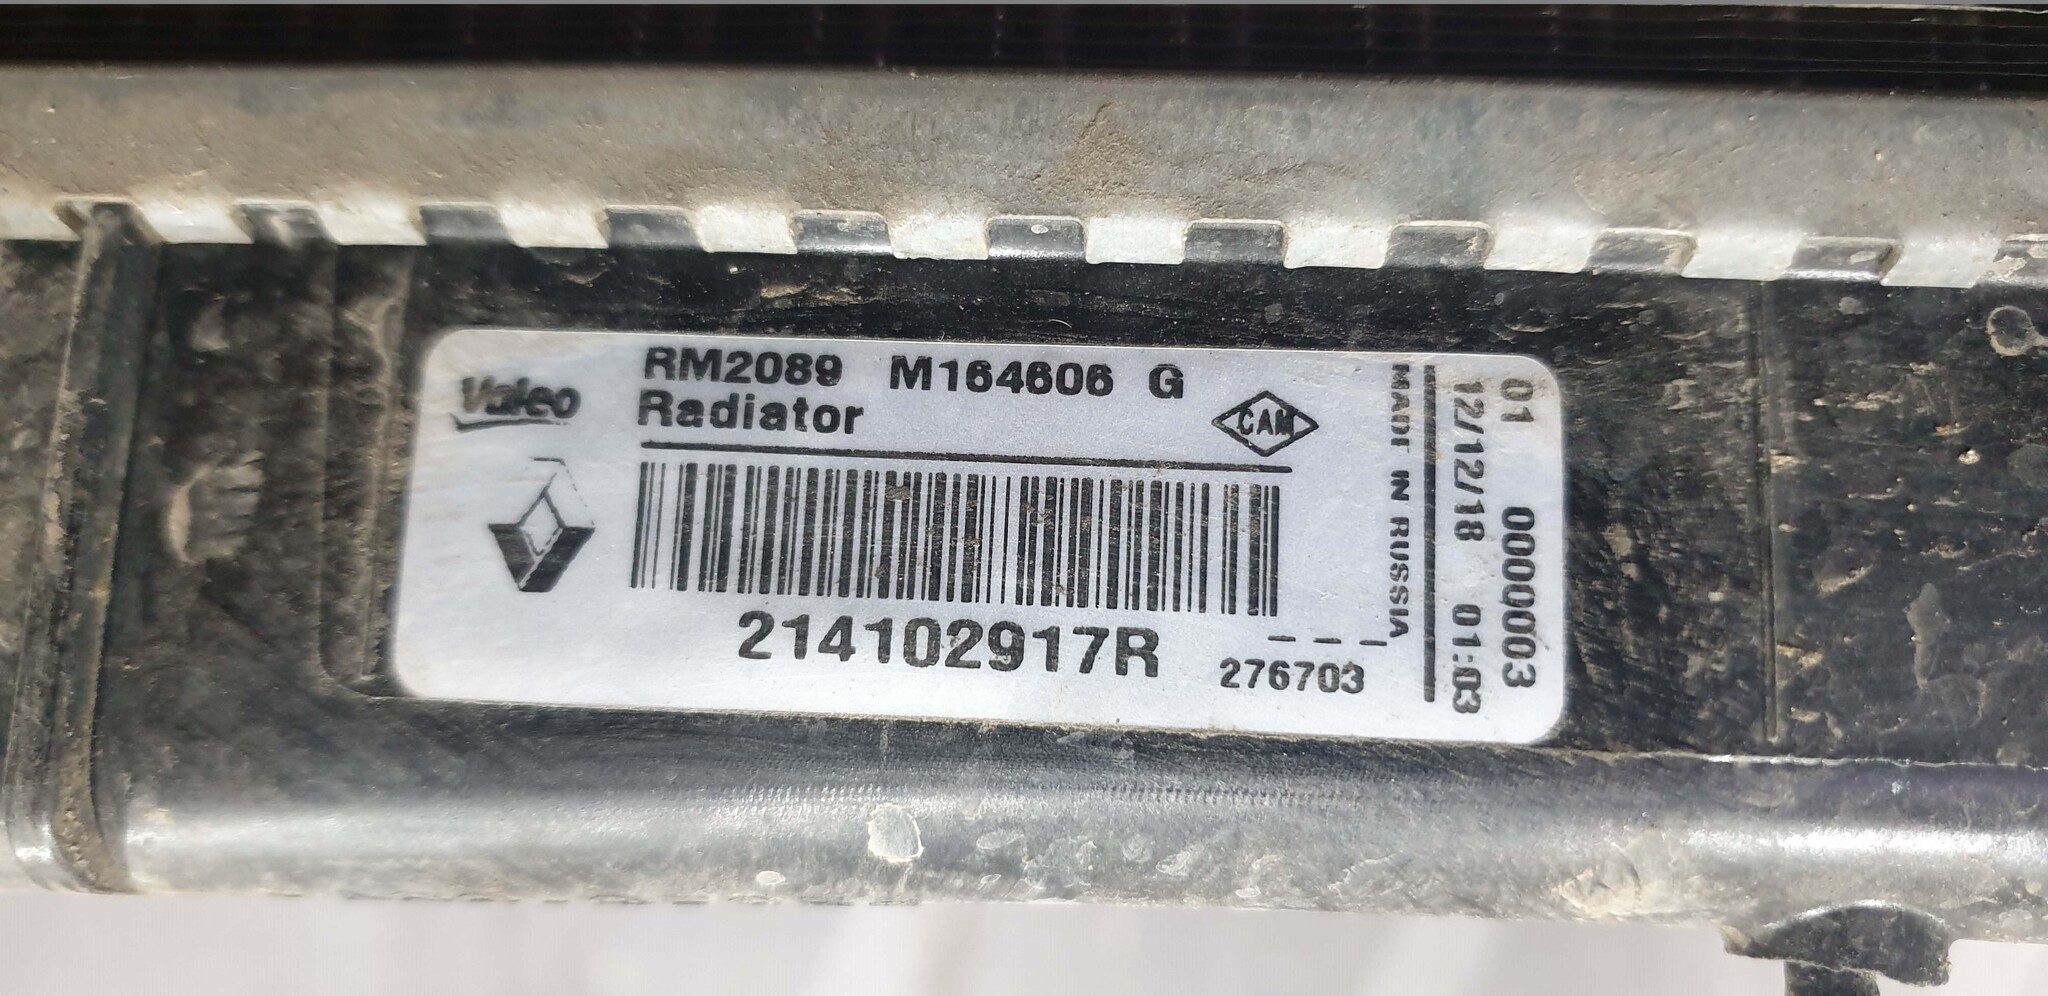 Valeo
RM2089 M164606 G
Radiator
CAM
214102917R
276703
MADE IN RUSSIA
12/12/18 01:03
01 0000003